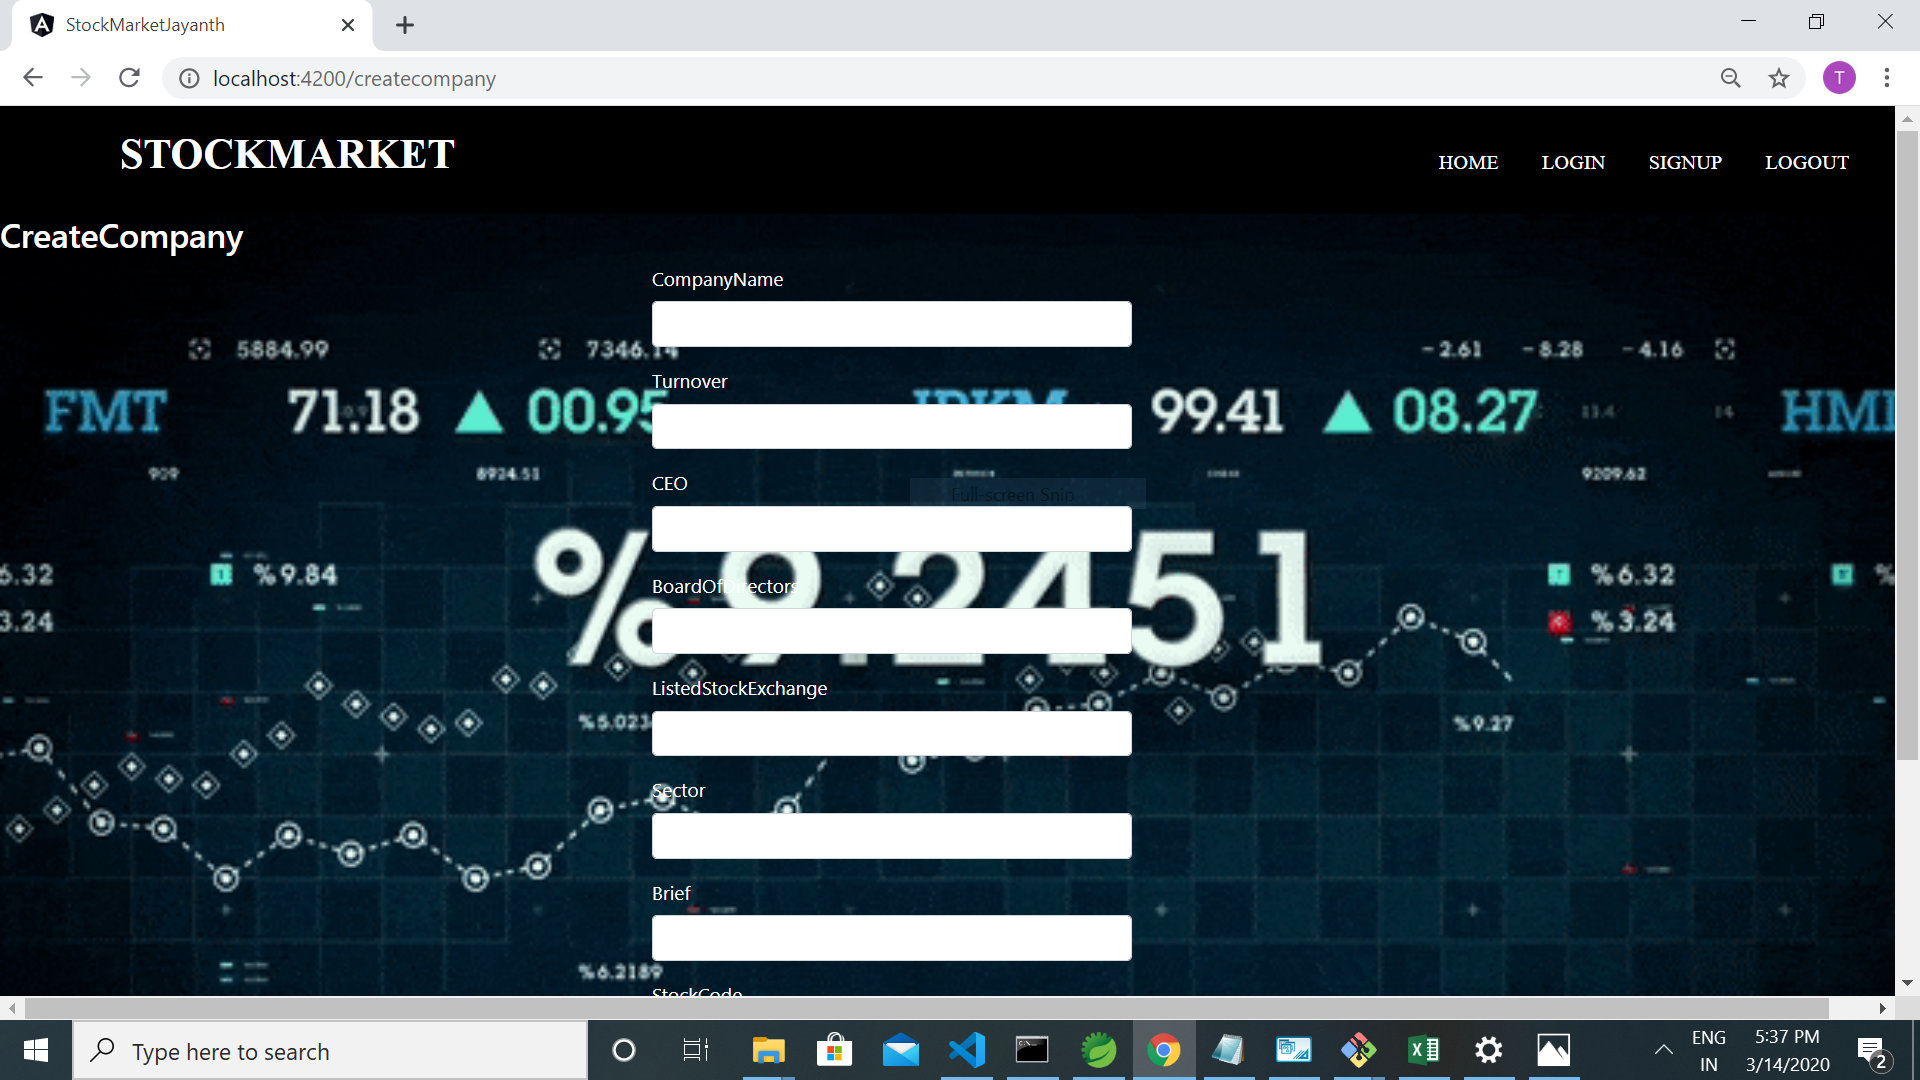 StockMarketJayanth
localhost:4200/createcompany
T
STOCKMARKET
HOME LOGIN SIGNUP LOGOUT
CreateCompany
CompanyName
5884.99 7346.14 -2.61 -8.28 -4.16
Turnover
FMT 71.18 00.95 99.41 08.27
909 8924.51 9209.62
CEO
Full-screen Snip
%9.2451
6.32 %9.84 %6.32
BoardOfDirectors
3.24 %3.24
ListedStockExchange
%5.023 %9.27
Sector
Brief
%6.2189
StockCode
Type here to search
ENG
IN
5:37 PM
3/14/2020
2